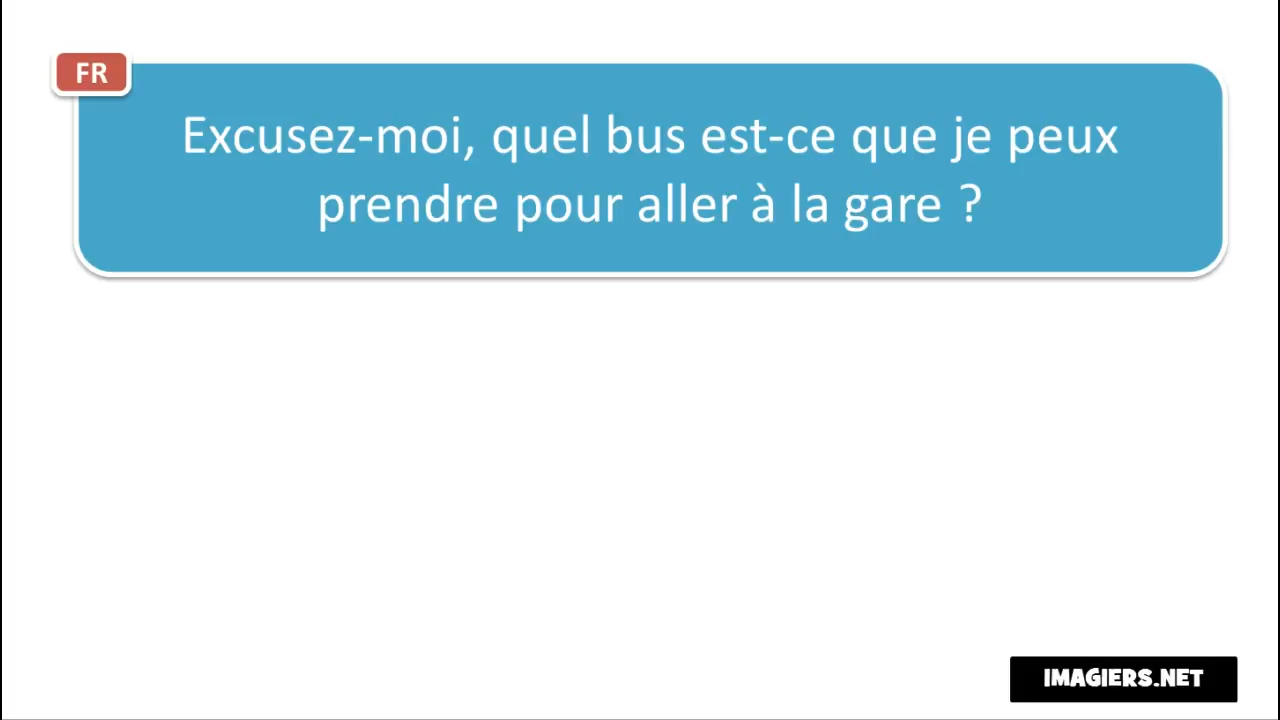 FR
Excusez-moi, quel bus est-ce que je peux
prendre pour aller à la gare ?
IMAGIERS.NET